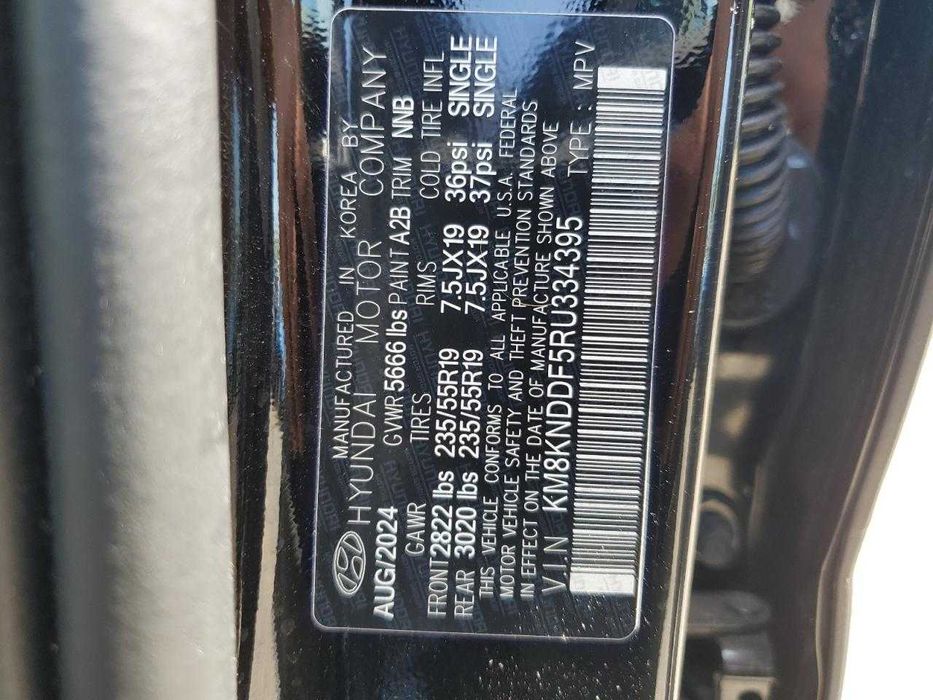 MANUFACTURED IN KOREA BY
HYUNDAI MOTOR COMPANY
AUG/2024 GVWR 5666 lbs PAINT A2B TRIM NNB
GAWR TIRES RIMS COLD TIRE INFL
FRONT 2822 lbs 235/55R19 7.5JX19 36psi SINGLE
REAR 3020 lbs 235/55R19 7.5JX19 37psi SINGLE
THIS VEHICLE CONFORMS TO ALL APPLICABLE U.S.A. FEDERAL
MOTOR VEHICLE SAFETY AND THEFT PREVENTION STANDARDS
IN EFFECT ON THE DATE OF MANUFACTURE SHOWN ABOVE
VIN : KM8KNDDF5RU334395 TYPE : MPV